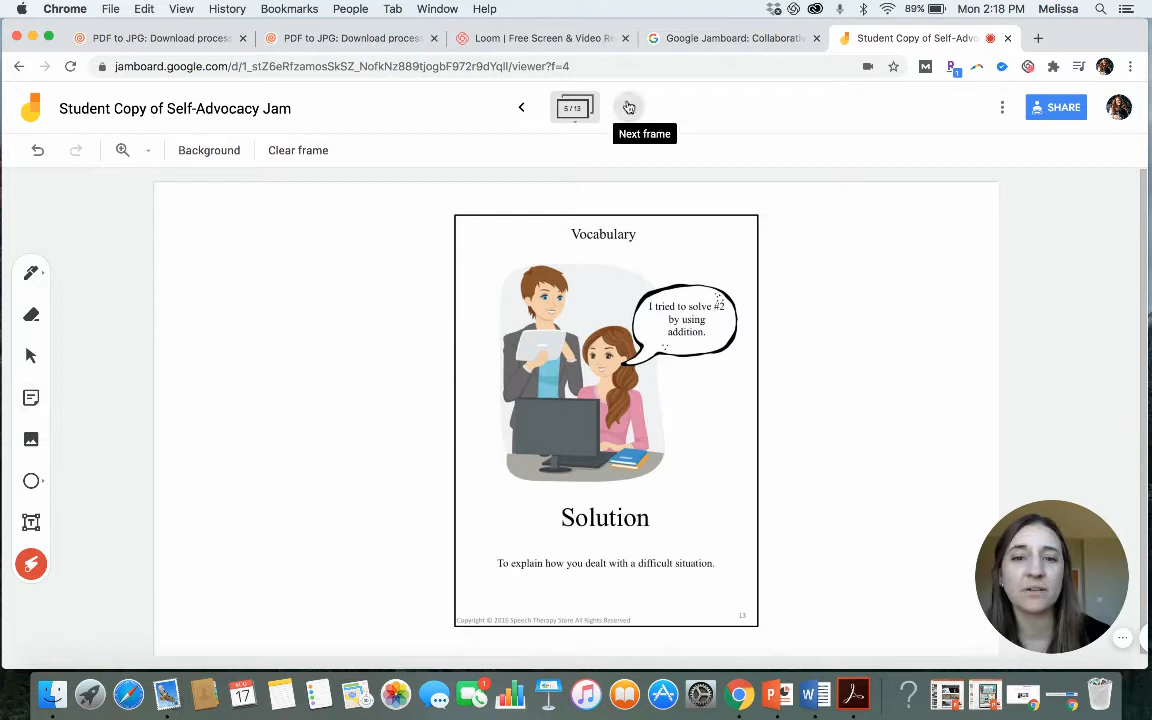 Chrome File Edit View History Bookmarks People Tab Window Help 89% Mon 2:18 PM Melissa
PDF to JPG: Download process PDF to JPG: Download process Loom | Free Screen & Video Re Google Jamboard: Collaborativ Student Copy of Self-Advo
jamboard.google.com/d/1_stZ6eRfzamosSkSZ_NofkNz889tjogbF972r9dYqII/viewer?f=4
Student Copy of Self-Advocacy Jam
5 / 13
SHARE
Next frame
Background Clear frame
Vocabulary
I tried to solve #2
by using
addition.
Solution
To explain how you dealt with a difficult situation.
Copyright © 2016 Speech Therapy Store All Rights Reserved
13
1
17